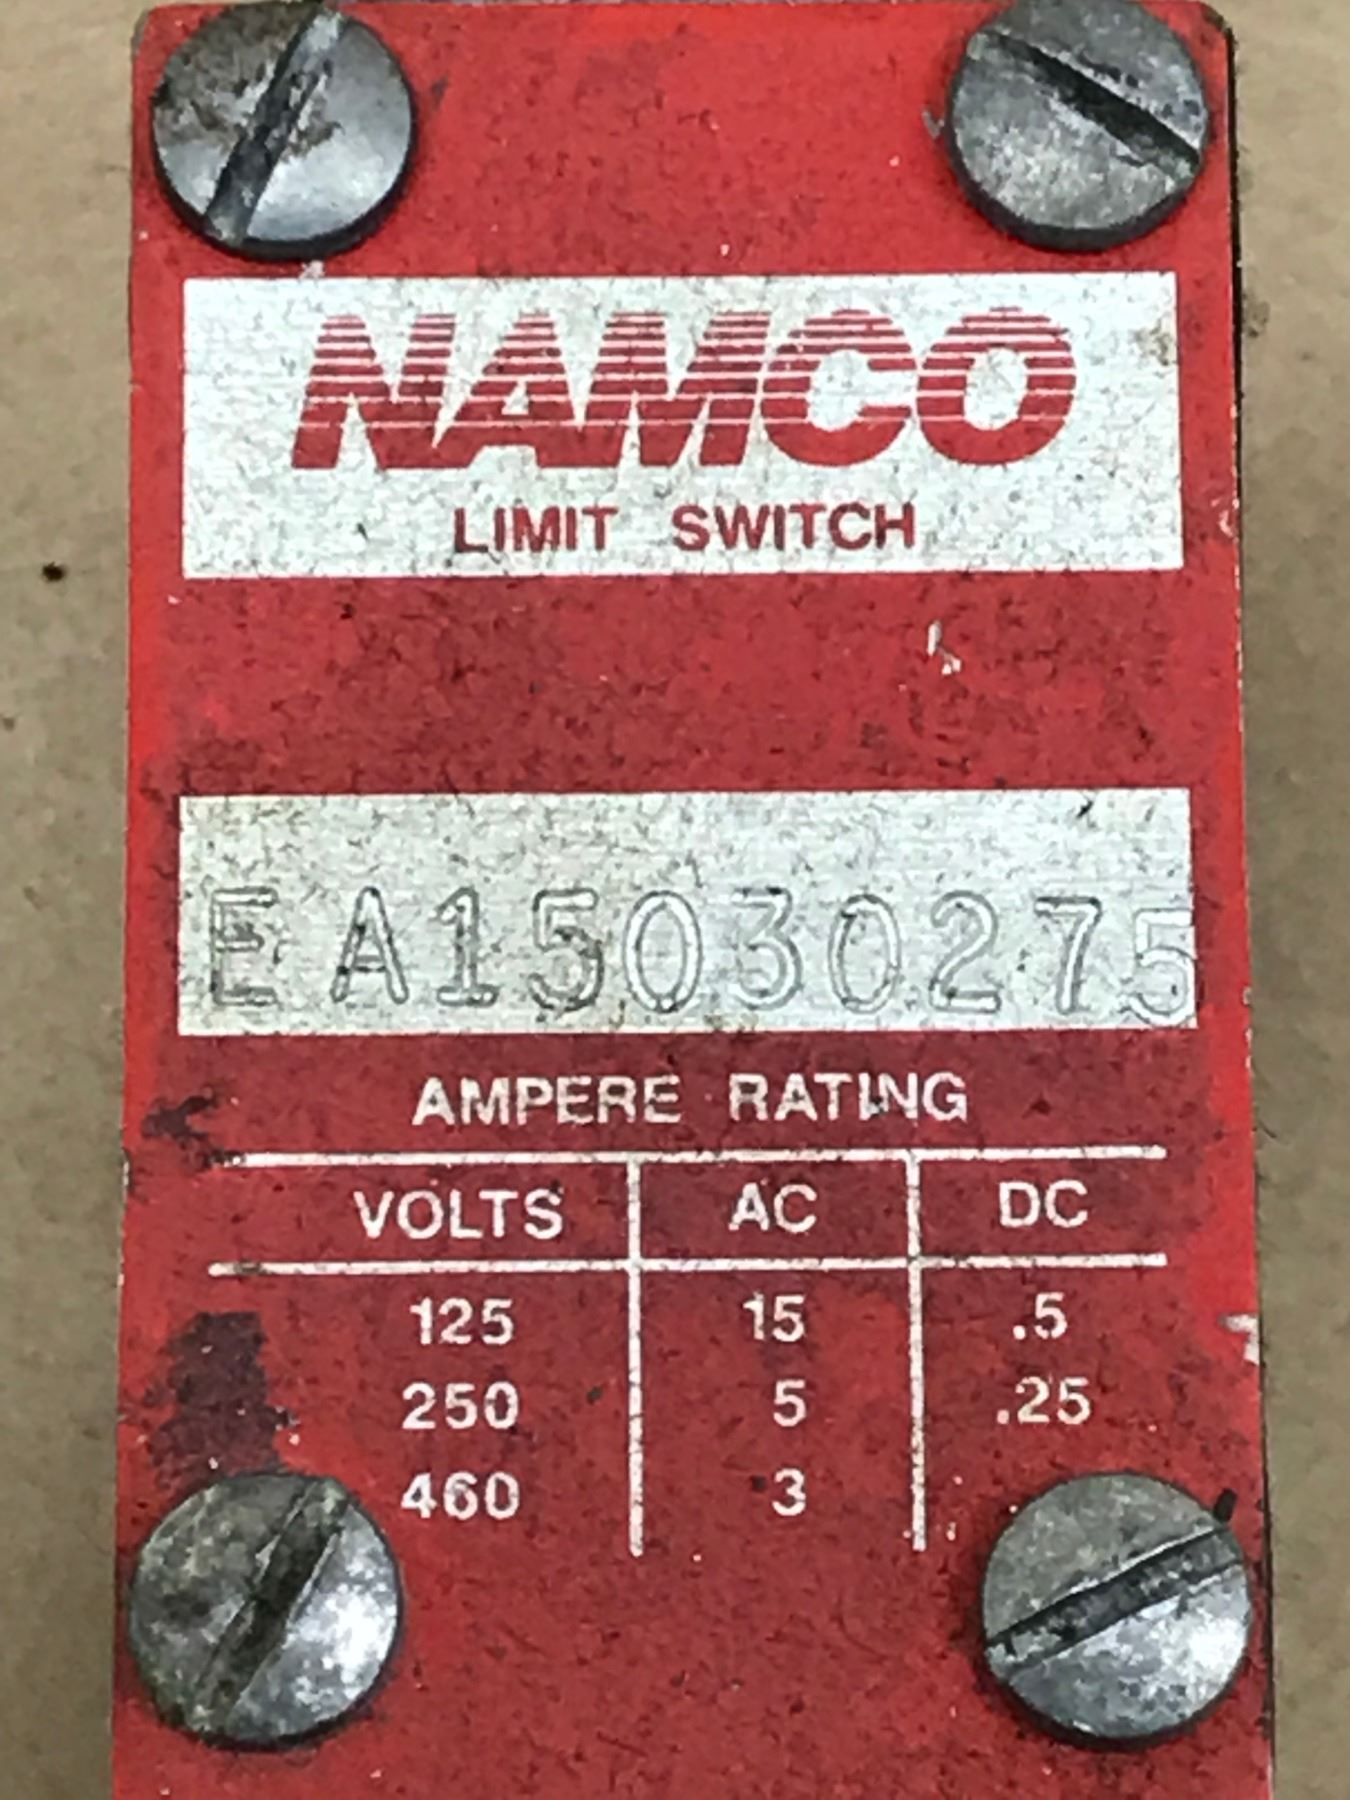 NAMCO
LIMIT SWITCH
EA15030275
AMPERE RATING
VOLTS AC DC
125 15 .5
250 5 .25
460 3